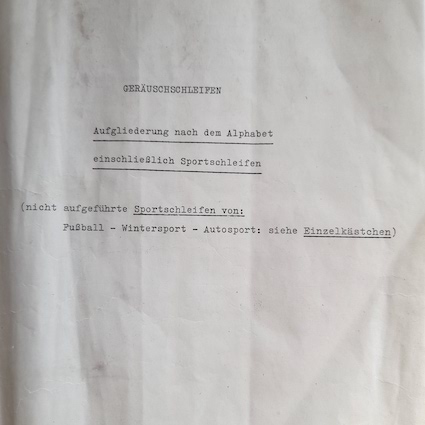 GERÄUSCHSCHLEIFEN
Aufgliederung nach dem Alphabet
einschließlich Sportschleifen
(nicht aufgeführte Sportschleifen von:
Fußball - Wintersport - Autosport: siehe Einzelkästchen)